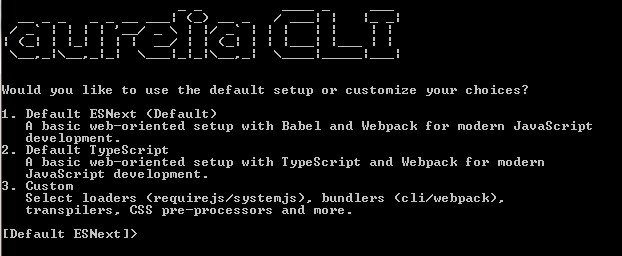 aurelia CLI
Would you like to use the default setup or customize your choices?
1. Default ESNext (Default)
A basic web-oriented setup with Babel and Webpack for modern JavaScript
development.
2. Default TypeScript
A basic web-oriented setup with TypeScript and Webpack for modern
JavaScript development.
3. Custom
Select loaders (requirejs/systemjs), bundlers (cli/webpack),
transpilers, CSS pre-processors and more.
[Default ESNext]>